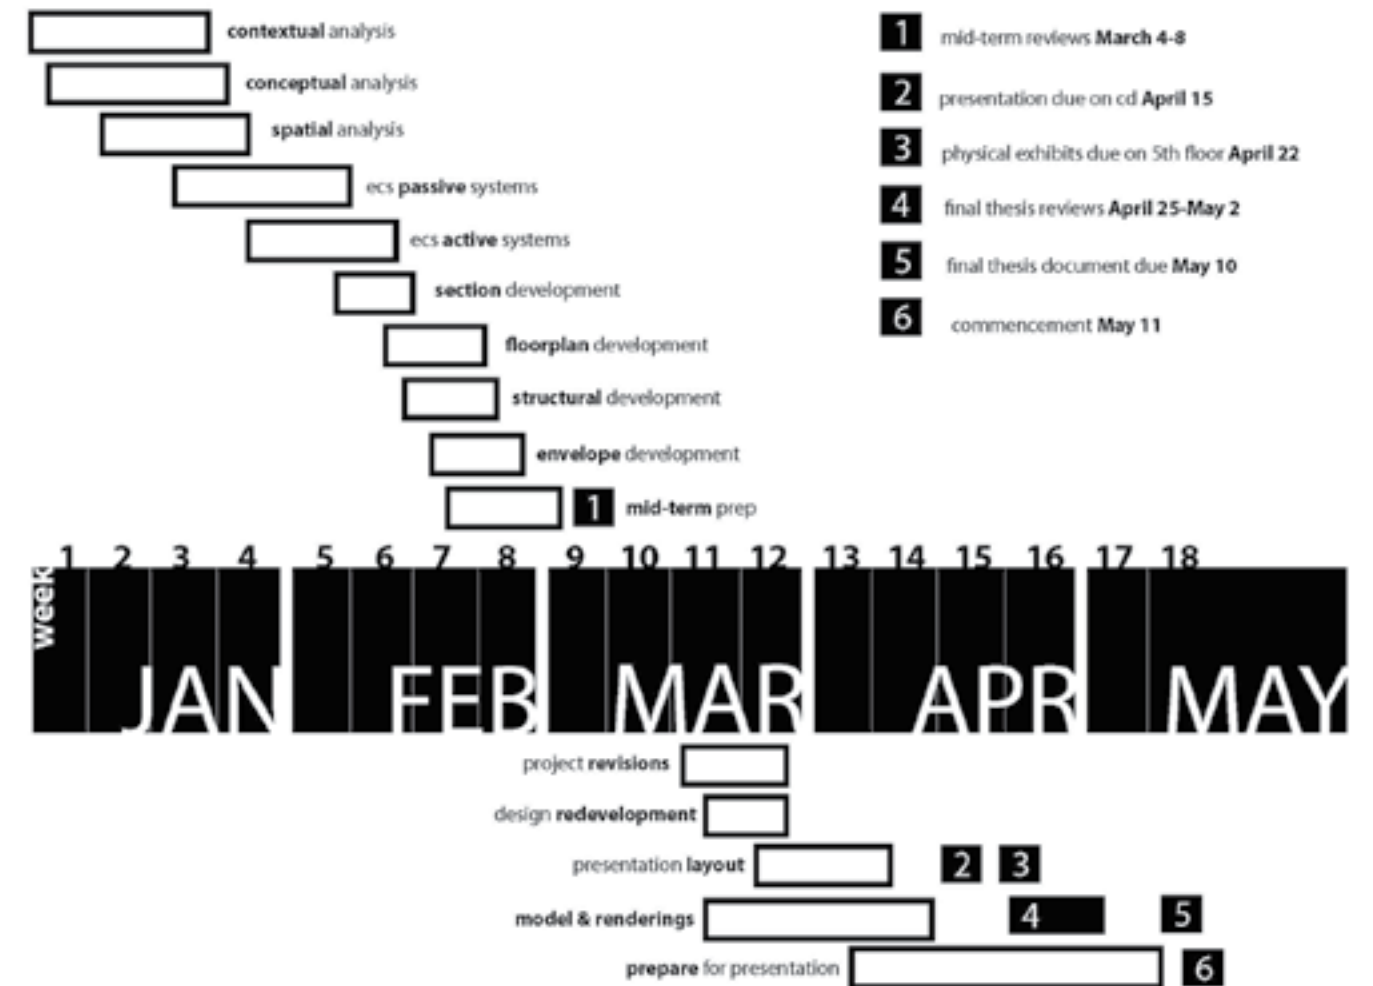 contextual analysis
conceptual analysis
spatial analysis
ecs passive systems
ecs active systems
section development
floorplan development
structural development
envelope development
1 mid-term prep
1 mid-term reviews March 4-8
2 presentation due on cd April 15
3 physical exhibits due on 5th floor April 22
4 final thesis reviews April 25-May 2
5 final thesis document due May 10
6 commencement May 11
week 1 2 3 4 5 6 7 8 9 10 11 12 13 14 15 16 17 18
JAN FEB MAR APR MAY
project revisions
design redevelopment
presentation layout 2 3
model & renderings 4 5
prepare for presentation 6